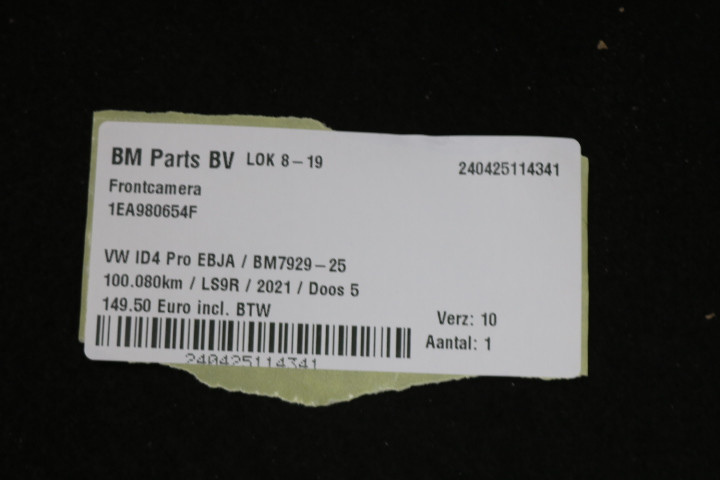 BM Parts BV LOK 8-19 240425114341
Frontcamera
1EA980654F
VW ID4 Pro EBJA / BM7929-25
100.080km / LS9R / 2021 / Doos 5
149.50 Euro incl. BTW Verz: 10
Aantal: 1
240425114341